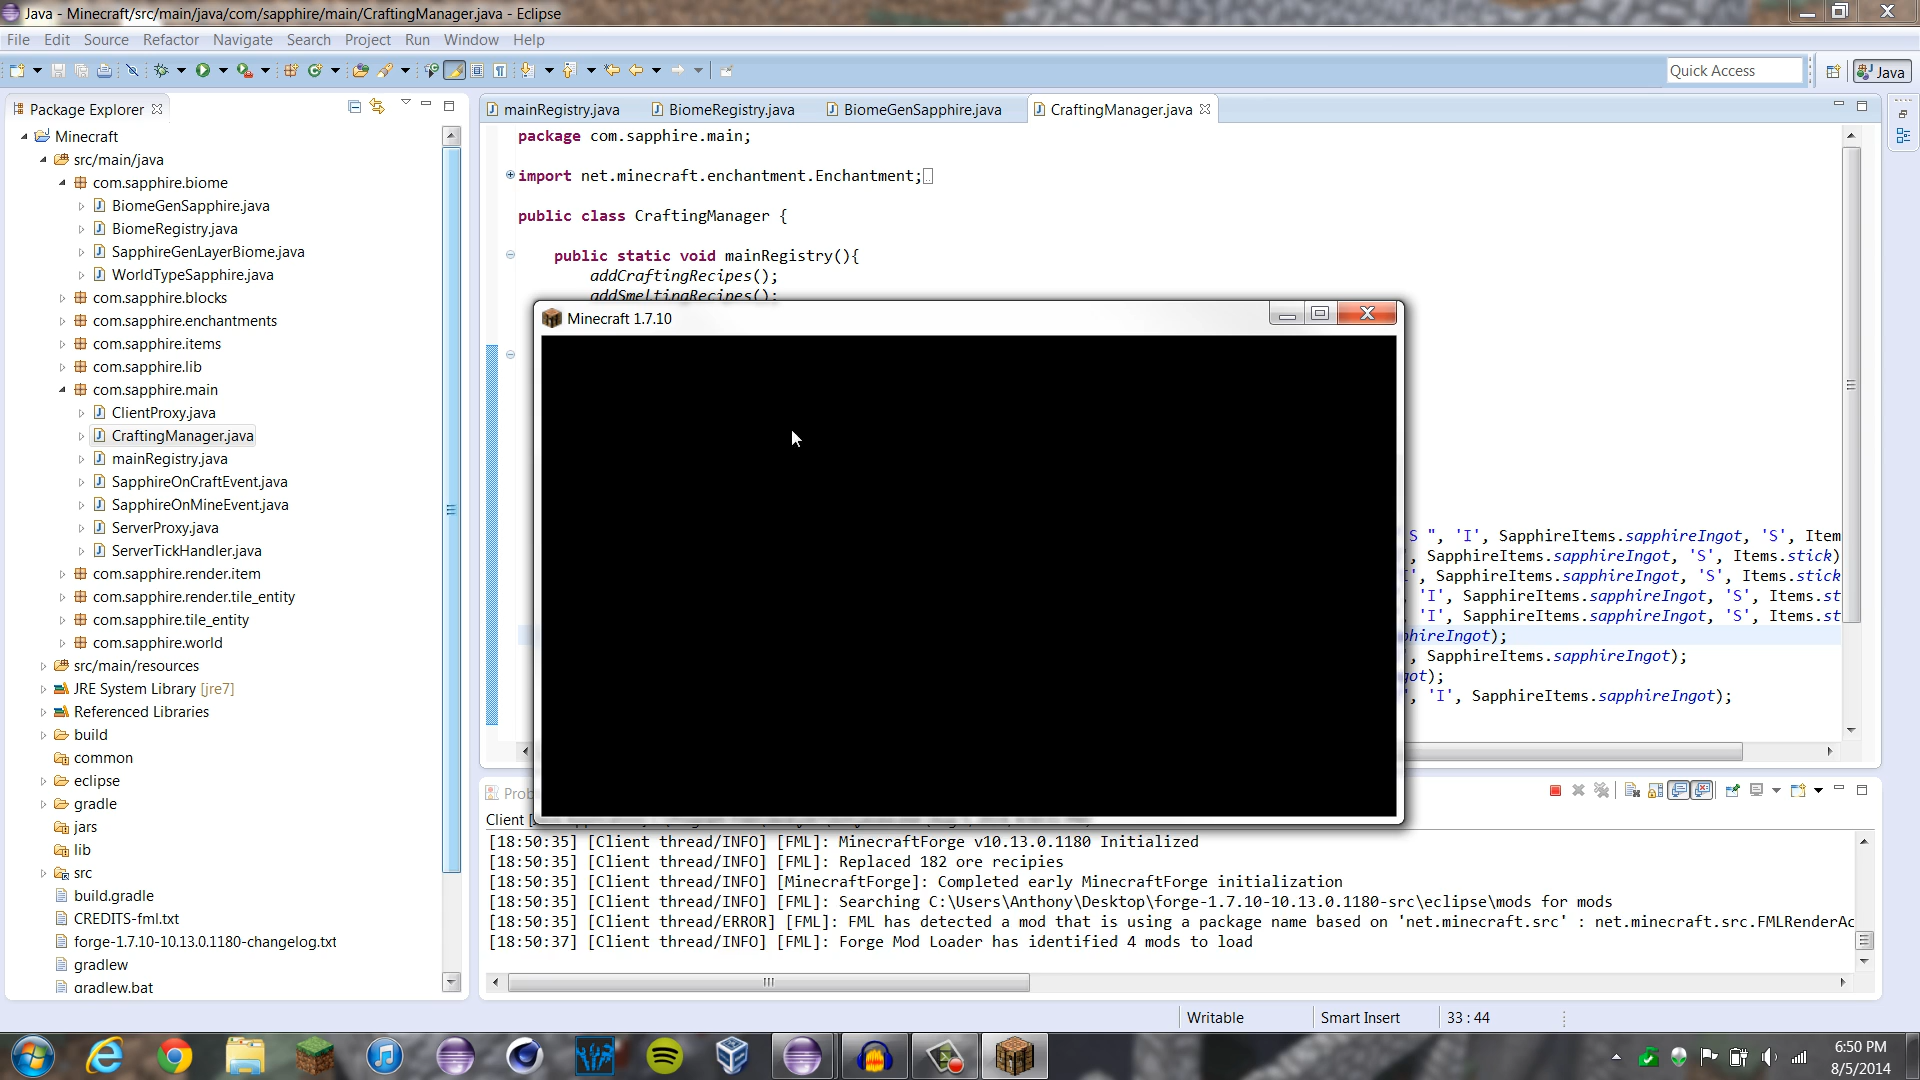 Java - Minecraft/src/main/java/com/sapphire/main/CraftingManager.java - Eclipse
File Edit Source Refactor Navigate Search Project Run Window Help
Quick Access
Java
Package Explorer
Minecraft
src/main/java
com.sapphire.biome
BiomeGenSapphire.java
BiomeRegistry.java
SapphireGenLayerBiome.java
WorldTypeSapphire.java
com.sapphire.blocks
com.sapphire.enchantments
com.sapphire.items
com.sapphire.lib
com.sapphire.main
ClientProxy.java
CraftingManager.java
mainRegistry.java
SapphireOnCraftEvent.java
SapphireOnMineEvent.java
ServerProxy.java
ServerTickHandler.java
com.sapphire.render.item
com.sapphire.render.tile_entity
com.sapphire.tile_entity
com.sapphire.world
src/main/resources
JRE System Library [jre7]
Referenced Libraries
build
common
eclipse
gradle
jars
lib
src
build.gradle
CREDITS-fml.txt
forge-1.7.10-10.13.0.1180-changelog.txt
gradlew
gradlew.bat
mainRegistry.java BiomeRegistry.java BiomeGenSapphire.java CraftingManager.java
package com.sapphire.main;
import net.minecraft.enchantment.Enchantment;
public class CraftingManager {
public static void mainRegistry(){
addCraftingRecipes();
addSmeltingRecipes();
Minecraft 1.7.10
S ", 'I', SapphireItems.sapphireIngot, 'S', Item
, SapphireItems.sapphireIngot, 'S', Items.stick)
I', SapphireItems.sapphireIngot, 'S', Items.stick
'I', SapphireItems.sapphireIngot, 'S', Items.st
'I', SapphireItems.sapphireIngot, 'S', Items.st
phireIngot);
, SapphireItems.sapphireIngot);
got);
', 'I', SapphireItems.sapphireIngot);
Prob
Client [
[18:50:35] [Client thread/INFO] [FML]: MinecraftForge v10.13.0.1180 Initialized
[18:50:35] [Client thread/INFO] [FML]: Replaced 182 ore recipies
[18:50:35] [Client thread/INFO] [MinecraftForge]: Completed early MinecraftForge initialization
[18:50:35] [Client thread/INFO] [FML]: Searching C:\Users\Anthony\Desktop\forge-1.7.10-10.13.0.1180-src\eclipse\mods for mods
[18:50:35] [Client thread/ERROR] [FML]: FML has detected a mod that is using a package name based on 'net.minecraft.src' : net.minecraft.src.FMLRenderAc
[18:50:37] [Client thread/INFO] [FML]: Forge Mod Loader has identified 4 mods to load
Writable Smart Insert 33 : 44
6:50 PM
8/5/2014